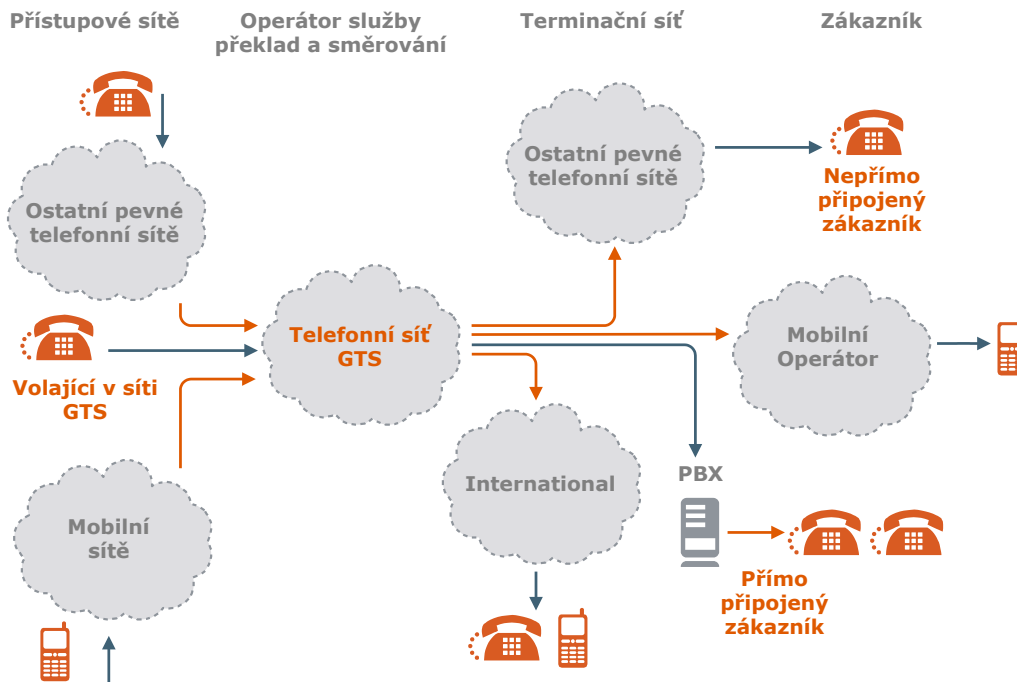 Přístupové sítě
Operátor služby
překlad a směrování
Terminační síť
Zákazník
Ostatní pevné
telefonní sítě
Nepřímo
připojený
zákazník
Ostatní pevné
telefonní sítě
Telefonní síť
GTS
Mobilní
Operátor
Volající v síti
GTS
International
PBX
Mobilní
sítě
Přímo
připojený
zákazník